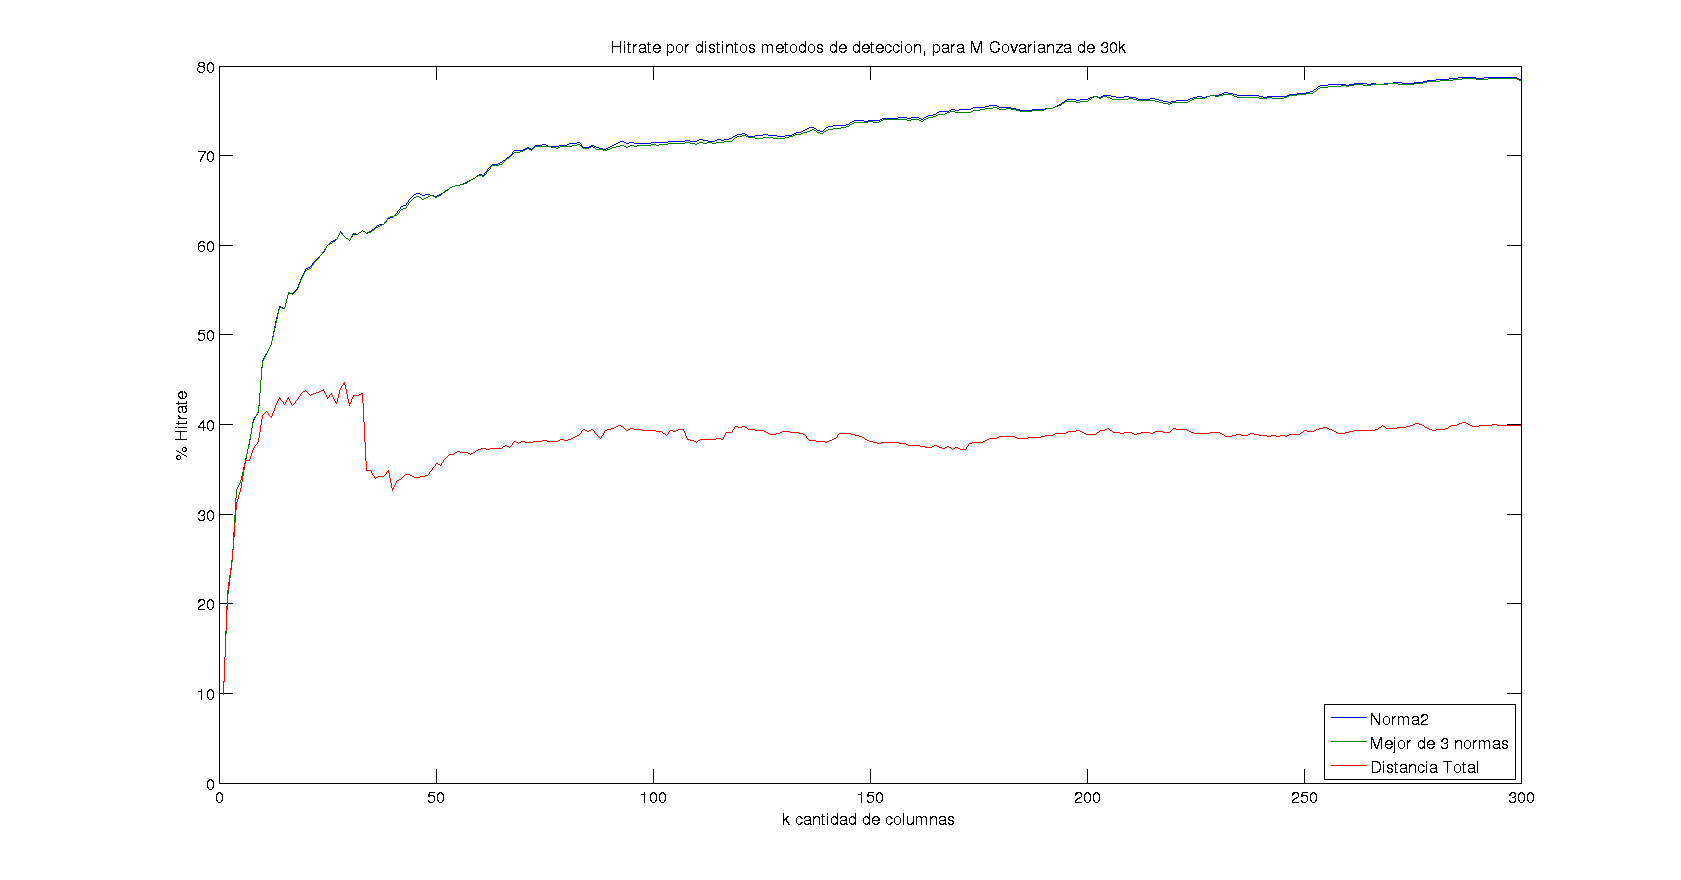 Hitrate por distintos metodos de deteccion, para M Covarianza de 30k
80
70
60
50
40
30
20
10
0
% Hitrate
0 50 100 150 200 250 300
k cantidad de columnas
Norma2
Mejor de 3 normas
Distancia Total